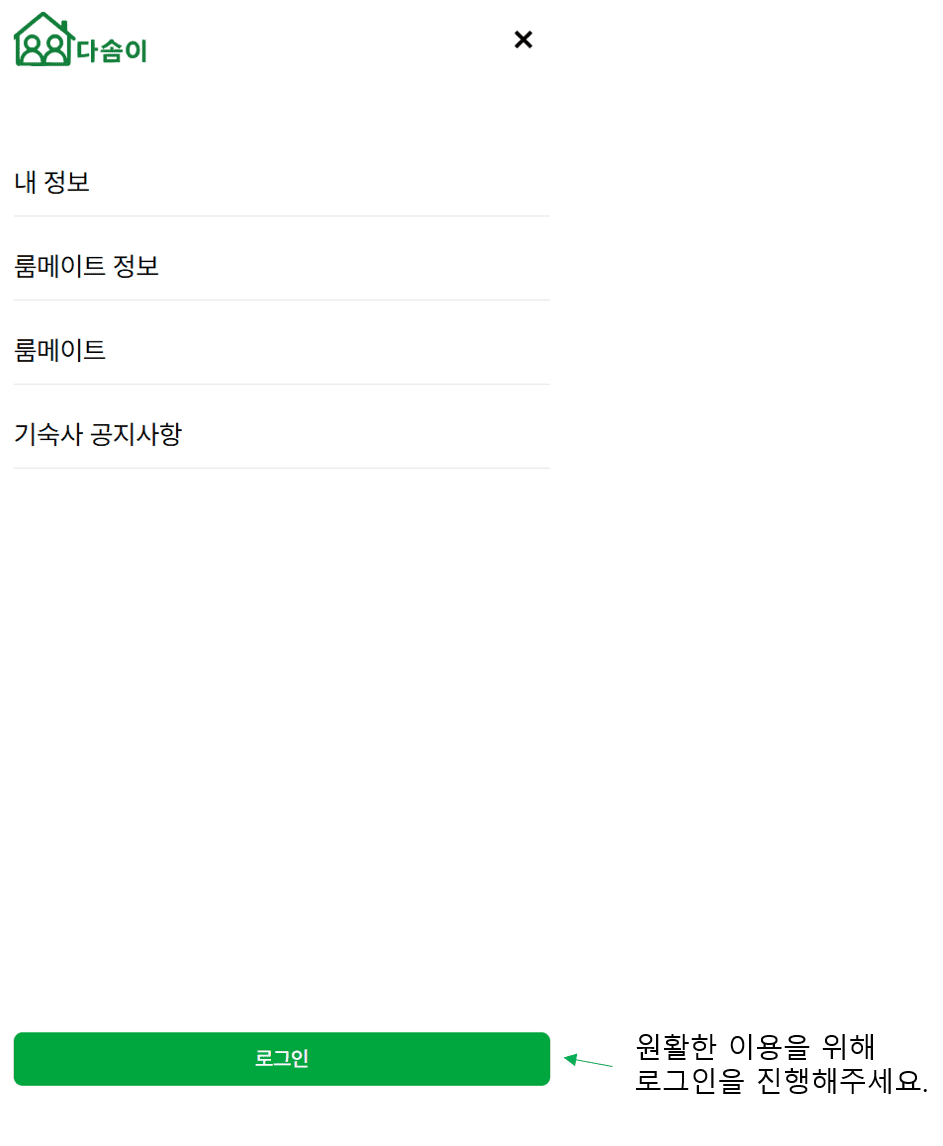 다솜이
내 정보
룸메이트 정보
룸메이트
기숙사 공지사항
로그인
원활한 이용을 위해
로그인을 진행해주세요.